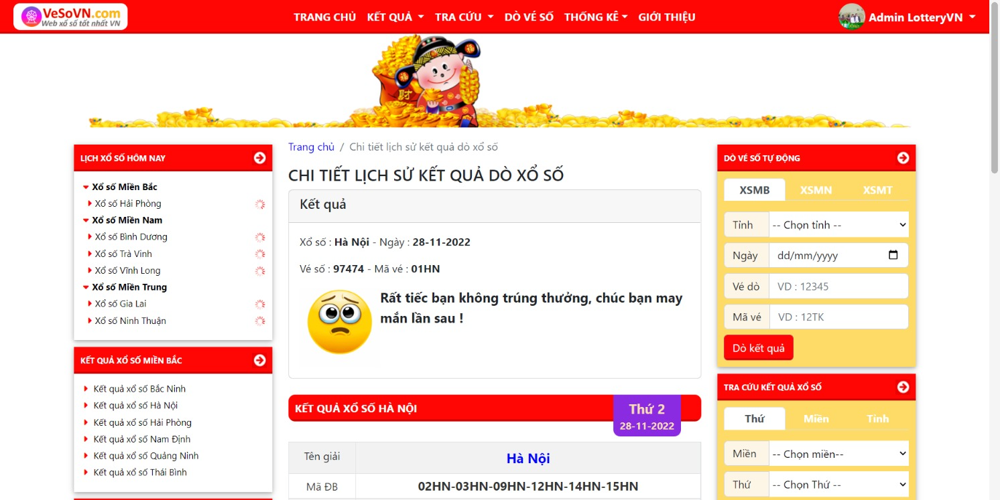 VeSoVN.com
Web xổ số tốt nhất VN
TRANG CHỦ KẾT QUẢ TRA CỨU DÒ VÉ SỐ THỐNG KÊ GIỚI THIỆU
Admin LotteryVN
財
LỊCH XỔ SỐ HÔM NAY
Xổ số Miền Bắc
Xổ số Hải Phòng
Xổ số Miền Nam
Xổ số Bình Dương
Xổ số Trà Vinh
Xổ số Vĩnh Long
Xổ số Miền Trung
Xổ số Gia Lai
Xổ số Ninh Thuận
KẾT QUẢ XỔ SỐ MIỀN BẮC
Kết quả xổ số Bắc Ninh
Kết quả xổ số Hà Nội
Kết quả xổ số Hải Phòng
Kết quả xổ số Nam Định
Kết quả xổ số Quảng Ninh
Kết quả xổ số Thái Bình
Trang chủ / Chi tiết lịch sử kết quả dò xổ số
CHI TIẾT LỊCH SỬ KẾT QUẢ DÒ XỔ SỐ
Kết quả
Xổ số : Hà Nội - Ngày : 28-11-2022
Vé số : 97474 - Mã vé : 01HN
Rất tiếc bạn không trúng thưởng, chúc bạn may
mắn lần sau !
KẾT QUẢ XỔ SỐ HÀ NỘI
Thứ 2
28-11-2022
Tên giải Hà Nội
Mã ĐB 02HN-03HN-09HN-12HN-14HN-15HN
DÒ VÉ SỐ TỰ ĐỘNG
XSMB XSMN XSMT
Tỉnh -- Chọn tỉnh --
Ngày dd/mm/yyyy
Vé dò VD : 12345
Mã vé VD : 12TK
Dò kết quả
TRA CỨU KẾT QUẢ XỔ SỐ
Thứ Miền Tỉnh
Miền -- Chọn miền--
Thứ -- Chọn Thứ --